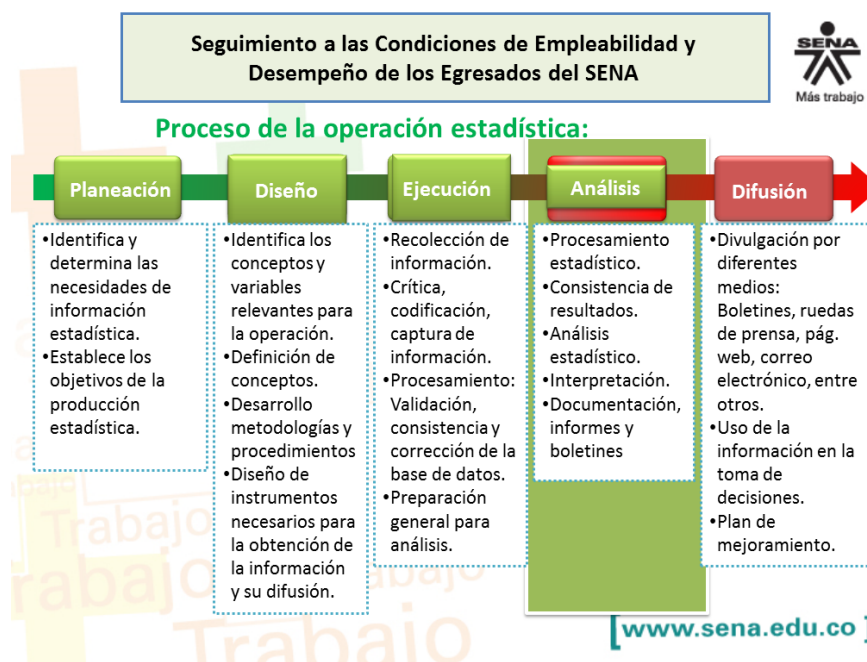 Seguimiento a las Condiciones de Empleabilidad y
Desempeño de los Egresados del SENA
SENA
Más trabajo
Proceso de la operación estadística:
Planeación
•Identifica y
determina las
necesidades de
información
estadística.
•Establece los
objetivos de la
producción
estadística.
Diseño
•Identifica los
conceptos y
variables
relevantes para
la operación.
•Definición de
conceptos.
•Desarrollo
metodologías y
procedimientos
•Diseño de
instrumentos
necesarios para
la obtención de
la información
y su difusión.
Ejecución
•Recolección de
información.
•Crítica,
codificación,
captura de
información.
•Procesamiento:
Validación,
consistencia y
corrección de la
base de datos.
•Preparación
general para
análisis.
Análisis
•Procesamiento
estadístico.
•Consistencia de
resultados.
•Análisis
estadístico.
•Interpretación.
•Documentación,
informes y
boletines
Difusión
•Divulgación por
diferentes
medios:
Boletines, ruedas
de prensa, pág.
web, correo
electrónico, entre
otros.
•Uso de la
información en la
toma de
decisiones.
•Plan de
mejoramiento.
Trabajo
Trabajo
[www.sena.edu.co]